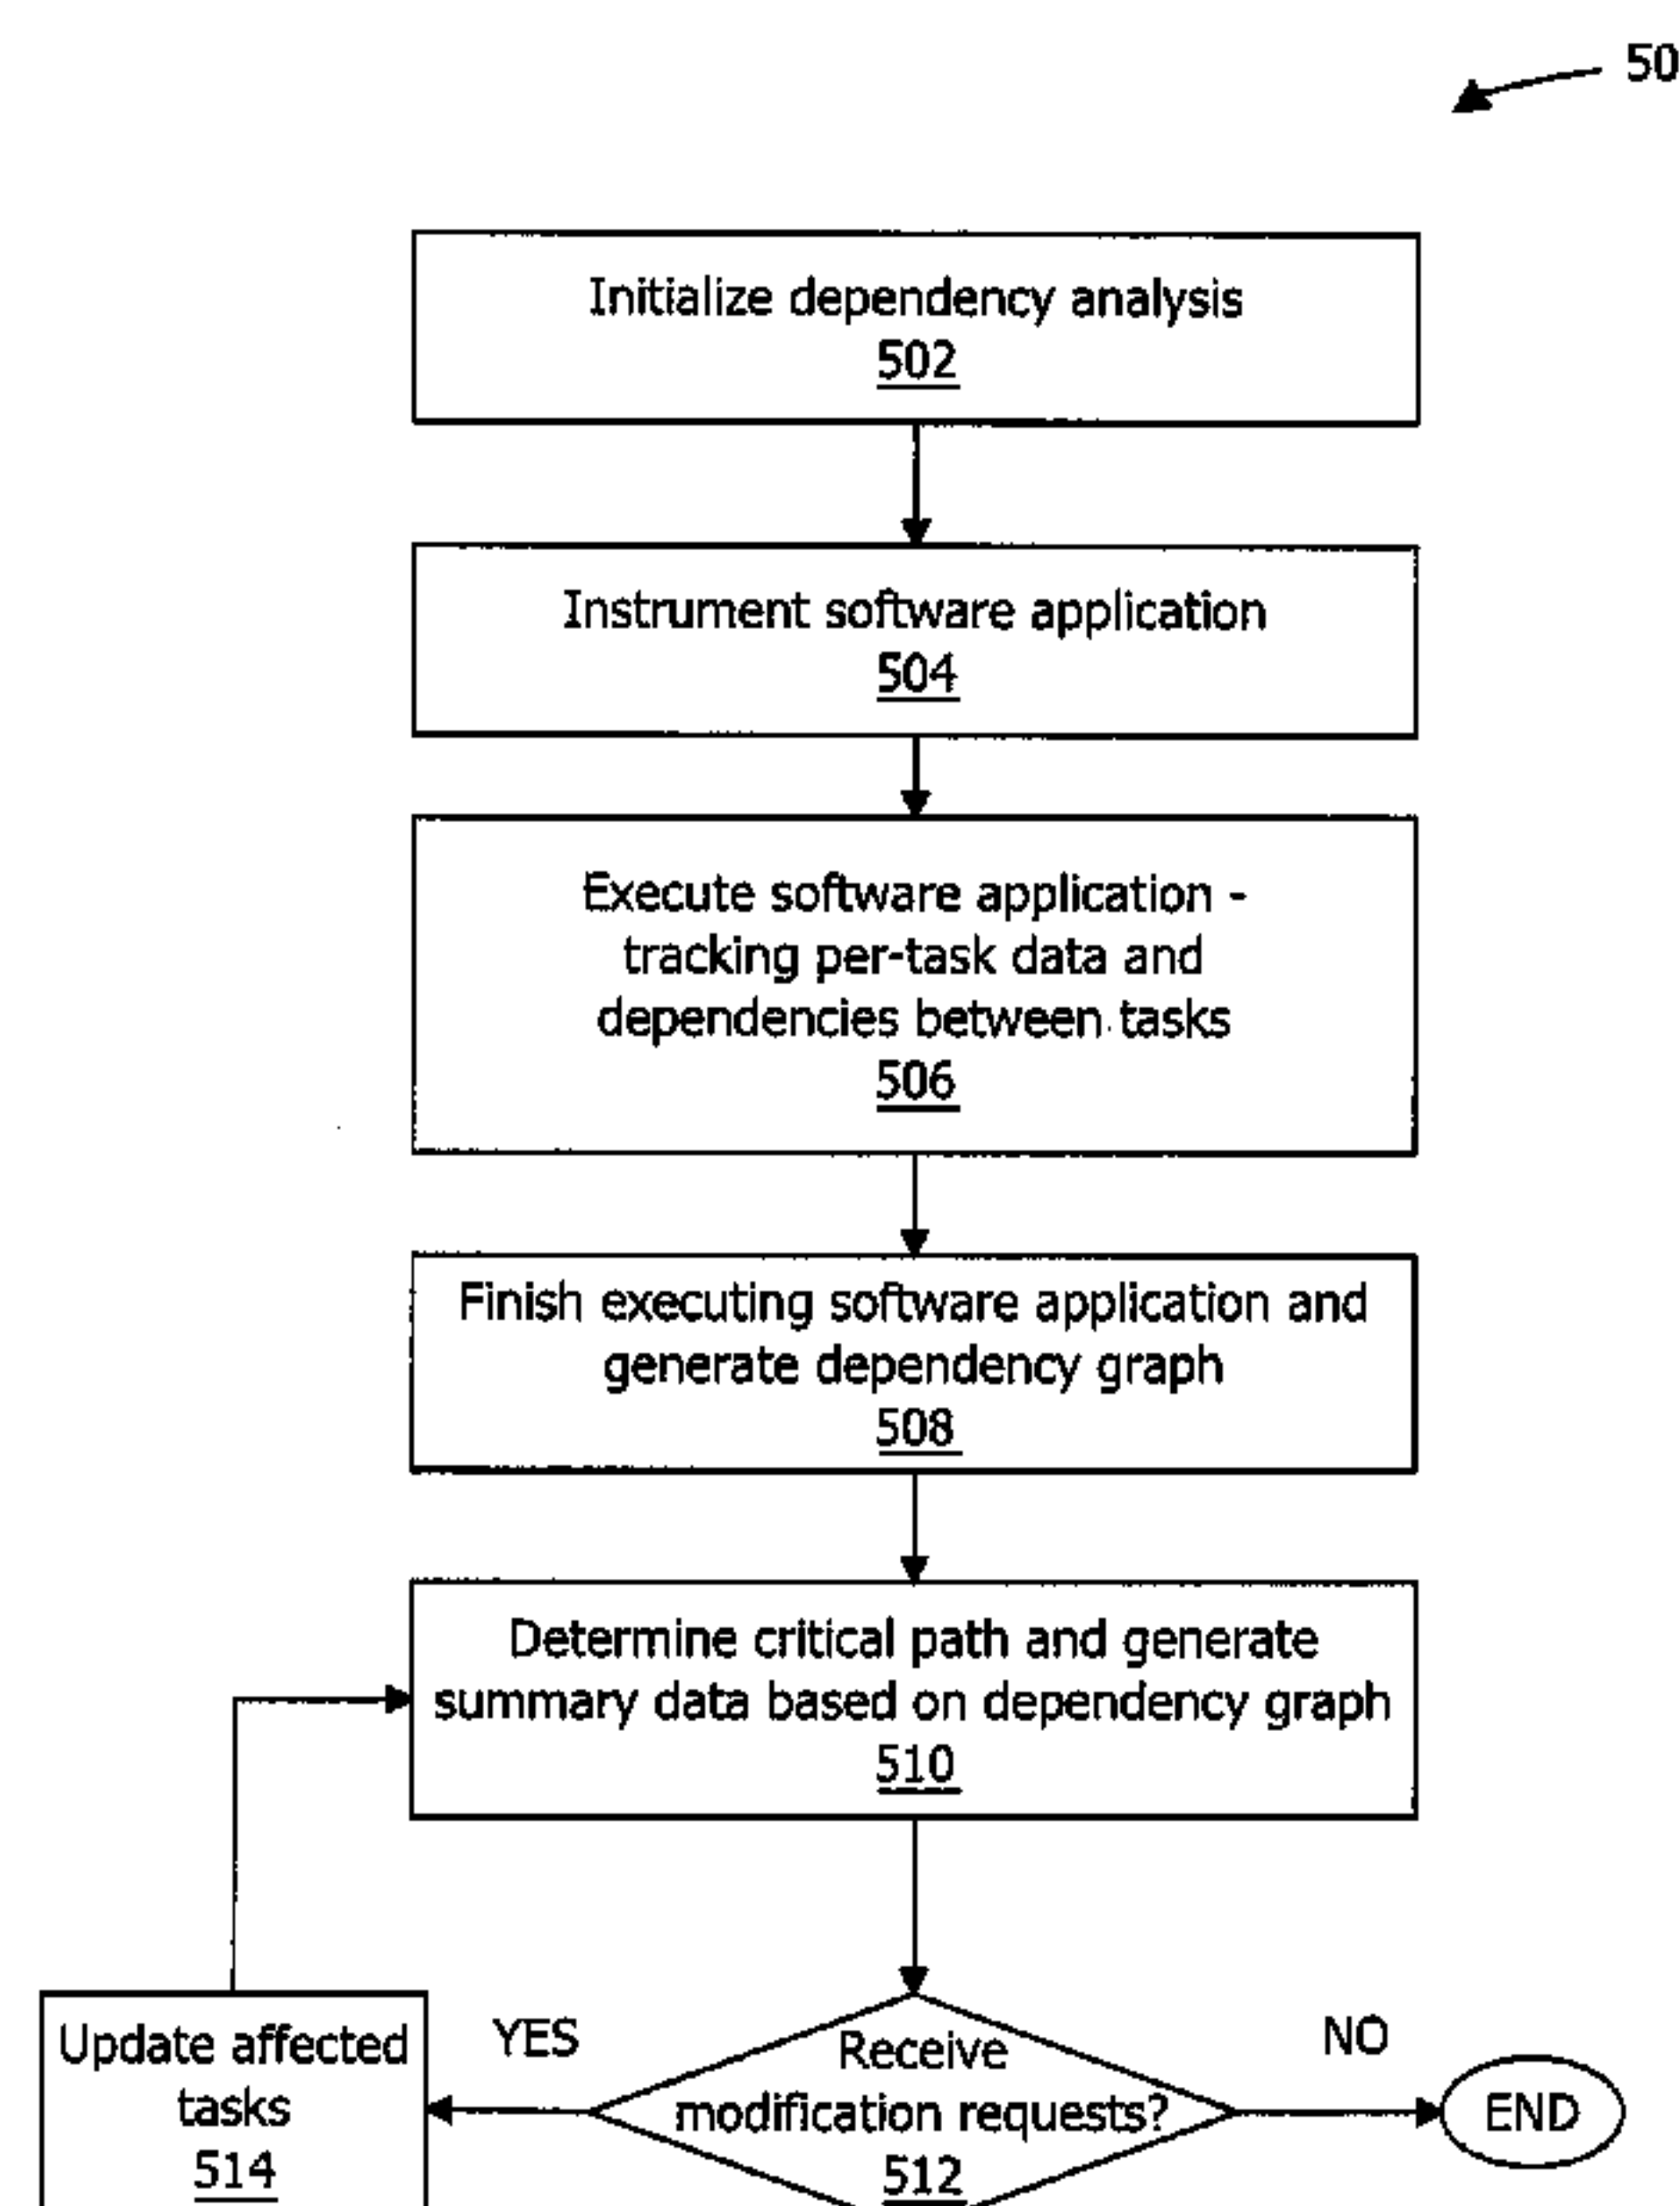 50
Initialize dependency analysis
502
Instrument software application
504
Execute software application -
tracking per-task data and
dependencies between tasks
506
Finish executing software application and
generate dependency graph
508
Determine critical path and generate
summary data based on dependency graph
510
Update affected
tasks
514
YES
Receive
modification requests?
512
NO
END